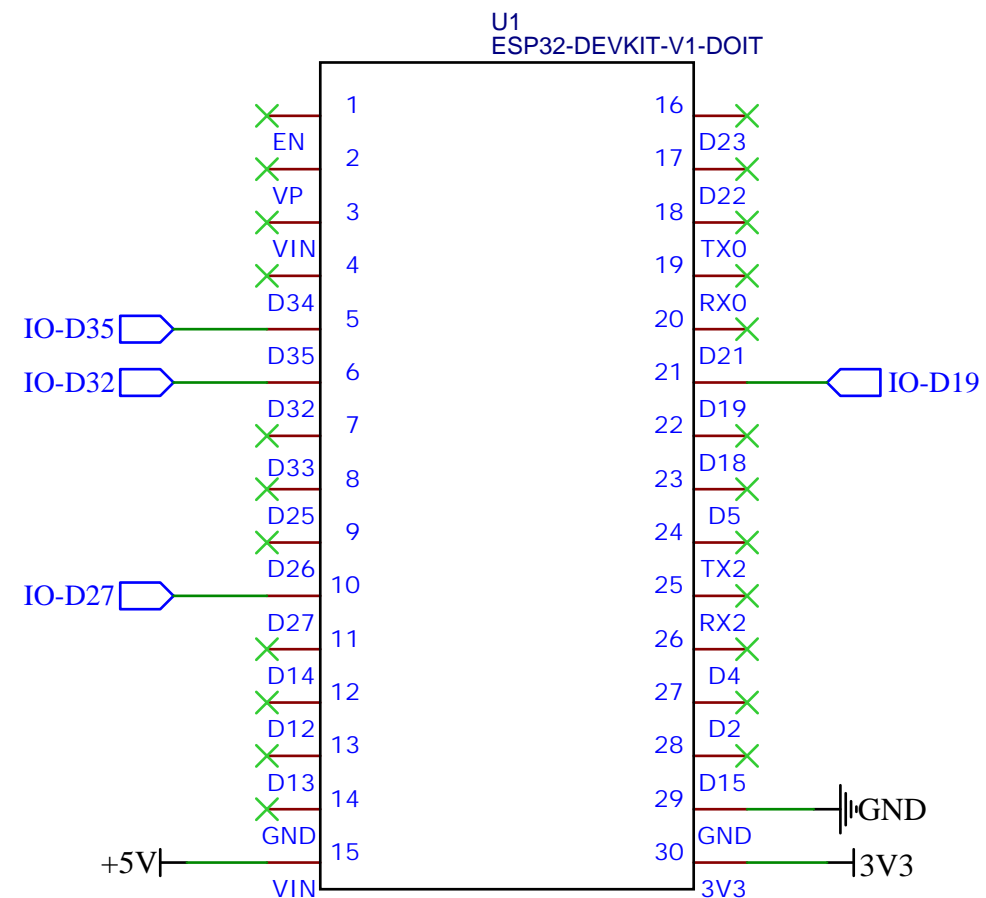 U1
ESP32-DEVKIT-V1-DOIT
1 16
EN D23
2 17
VP D22
3 18
VIN TX0
4 19
D34 RX0
IO-D35 5 20
D35 D21
IO-D32 6 21 IO-D19
D32 D19
7 22
D33 D18
8 23
D25 D5
9 24
D26 TX2
IO-D27 10 25
D27 RX2
11 26
D14 D4
12 27
D12 D2
13 28
D13 D15
14 29 GND
GND GND
+5V 15 30 3V3
VIN 3V3